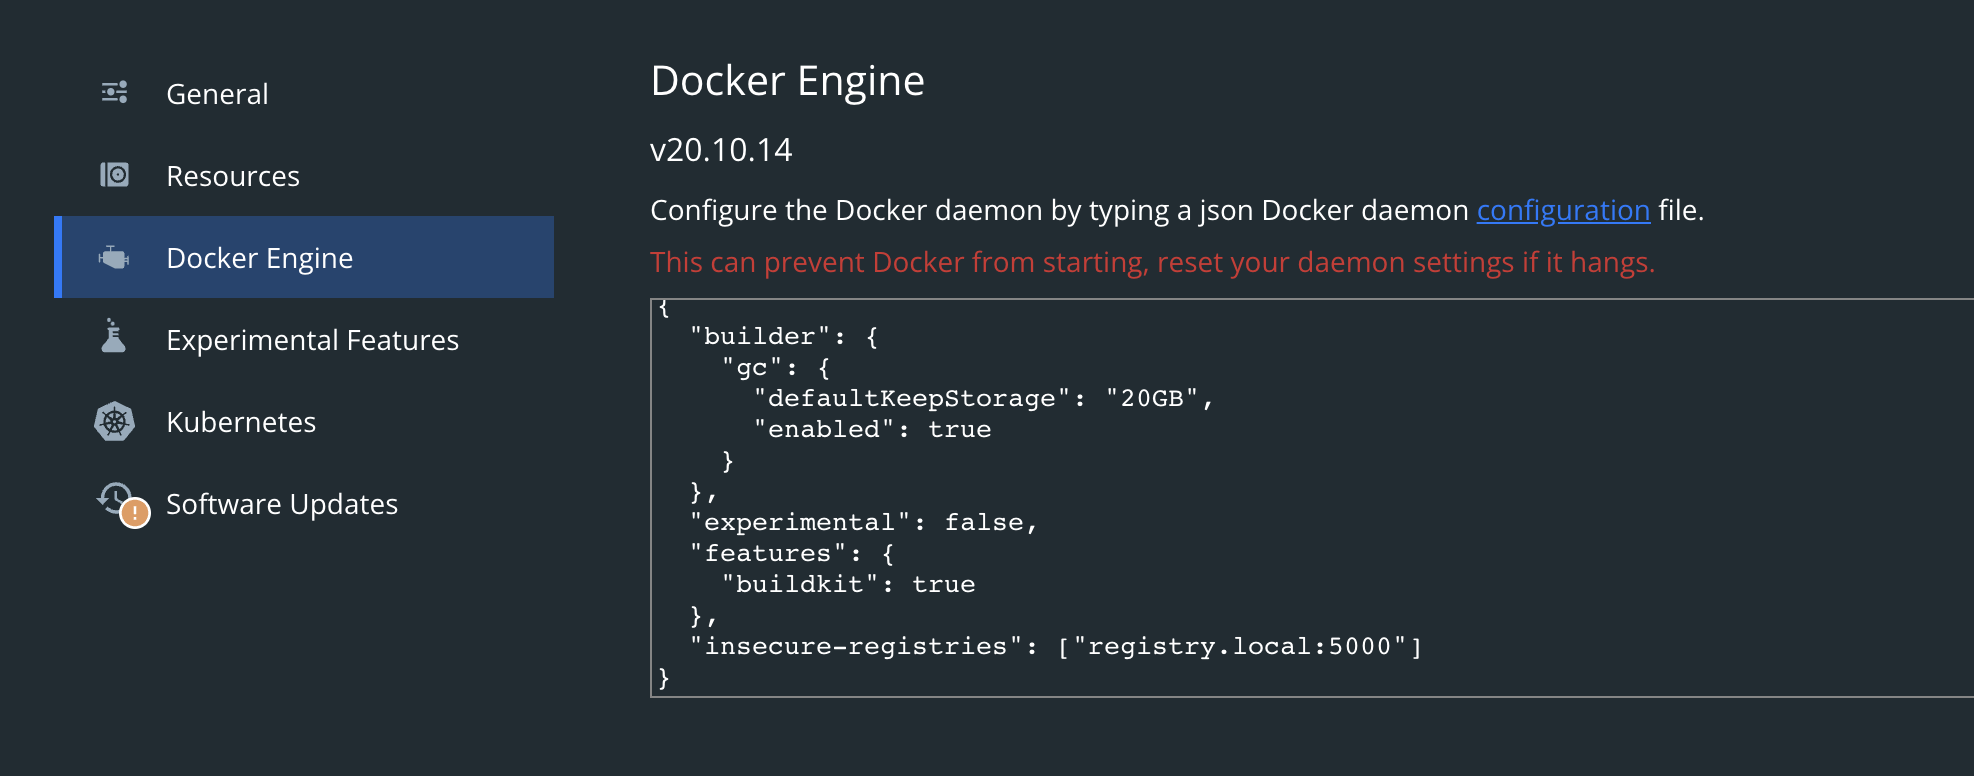 General
Resources
Docker Engine
Experimental Features
Kubernetes
Software Updates
Docker Engine
v20.10.14
Configure the Docker daemon by typing a json Docker daemon configuration file.
This can prevent Docker from starting, reset your daemon settings if it hangs.
{
  "builder": {
    "gc": {
      "defaultKeepStorage": "20GB",
      "enabled": true
    }
  },
  "experimental": false,
  "features": {
    "buildkit": true
  },
  "insecure-registries": ["registry.local:5000"]
}